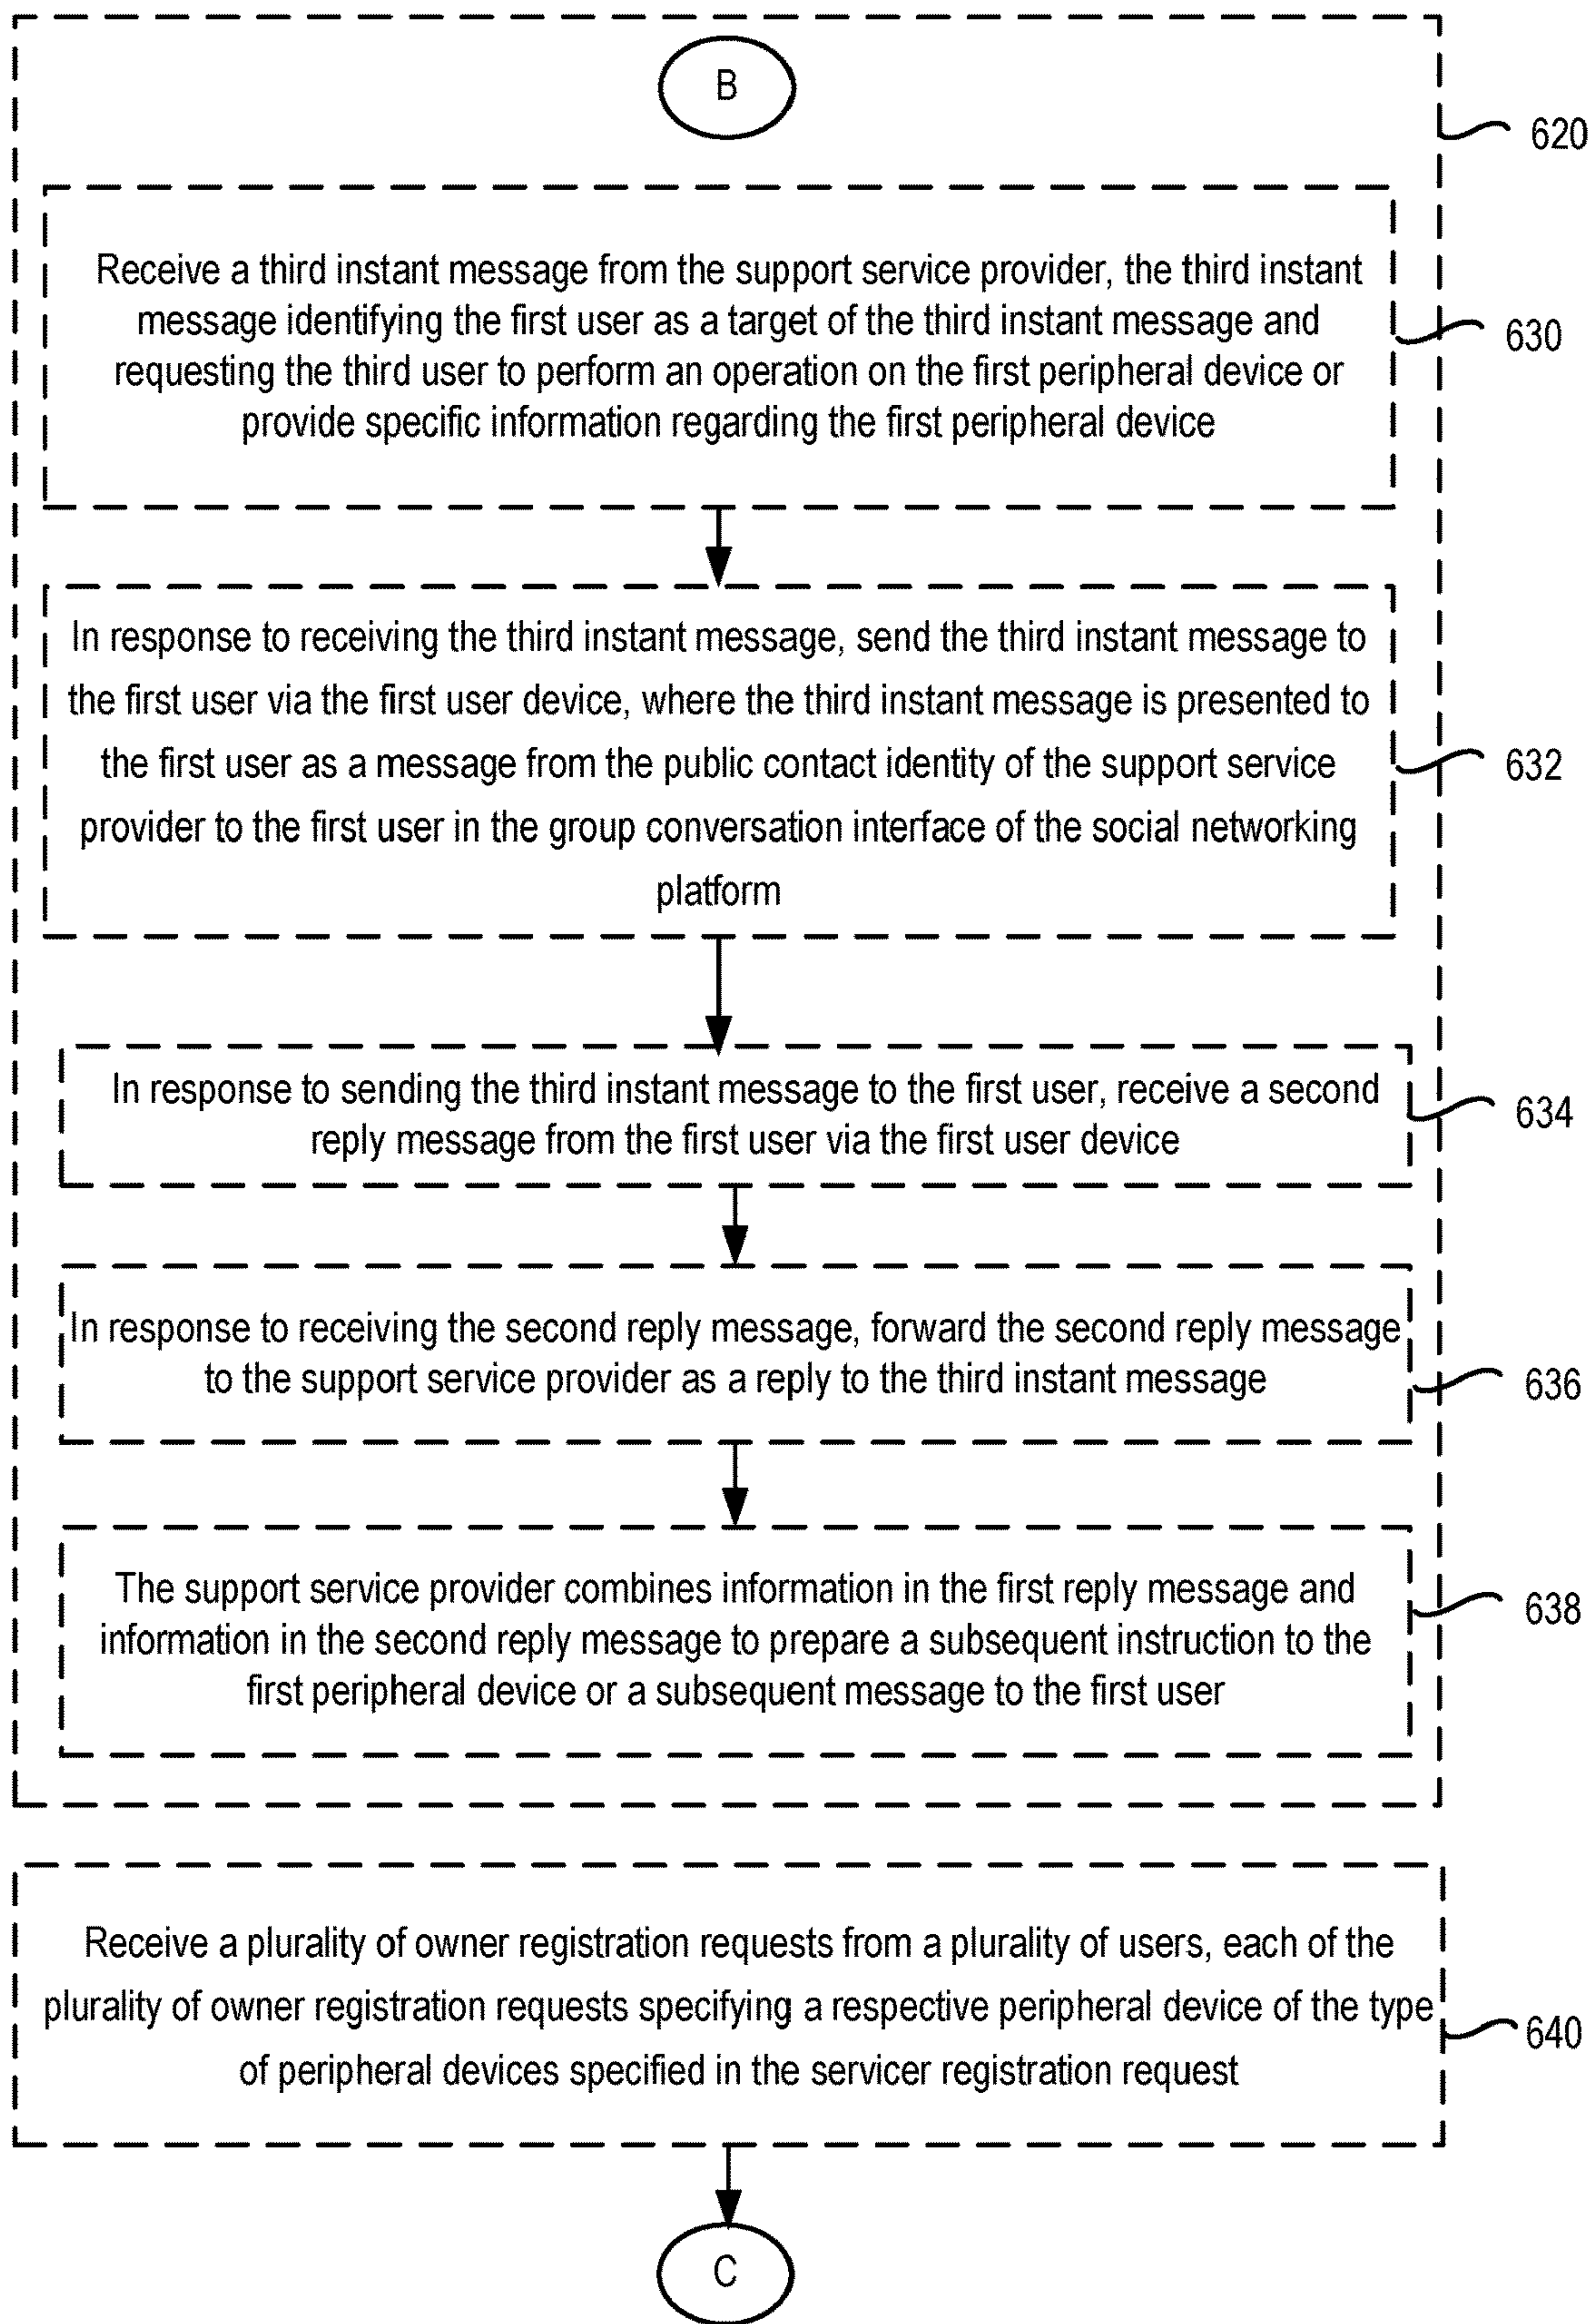 B
620
Receive a third instant message from the support service provider, the third instant
message identifying the first user as a target of the third instant message and
requesting the third user to perform an operation on the first peripheral device or
provide specific information regarding the first peripheral device
630
In response to receiving the third instant message, send the third instant message to
the first user via the first user device, where the third instant message is presented to
the first user as a message from the public contact identity of the support service
provider to the first user in the group conversation interface of the social networking
platform
632
In response to sending the third instant message to the first user, receive a second
reply message from the first user via the first user device
634
In response to receiving the second reply message, forward the second reply message
to the support service provider as a reply to the third instant message
636
The support service provider combines information in the first reply message and
information in the second reply message to prepare a subsequent instruction to the
first peripheral device or a subsequent message to the first user
638
Receive a plurality of owner registration requests from a plurality of users, each of the
plurality of owner registration requests specifying a respective peripheral device of the type
of peripheral devices specified in the servicer registration request
640
C